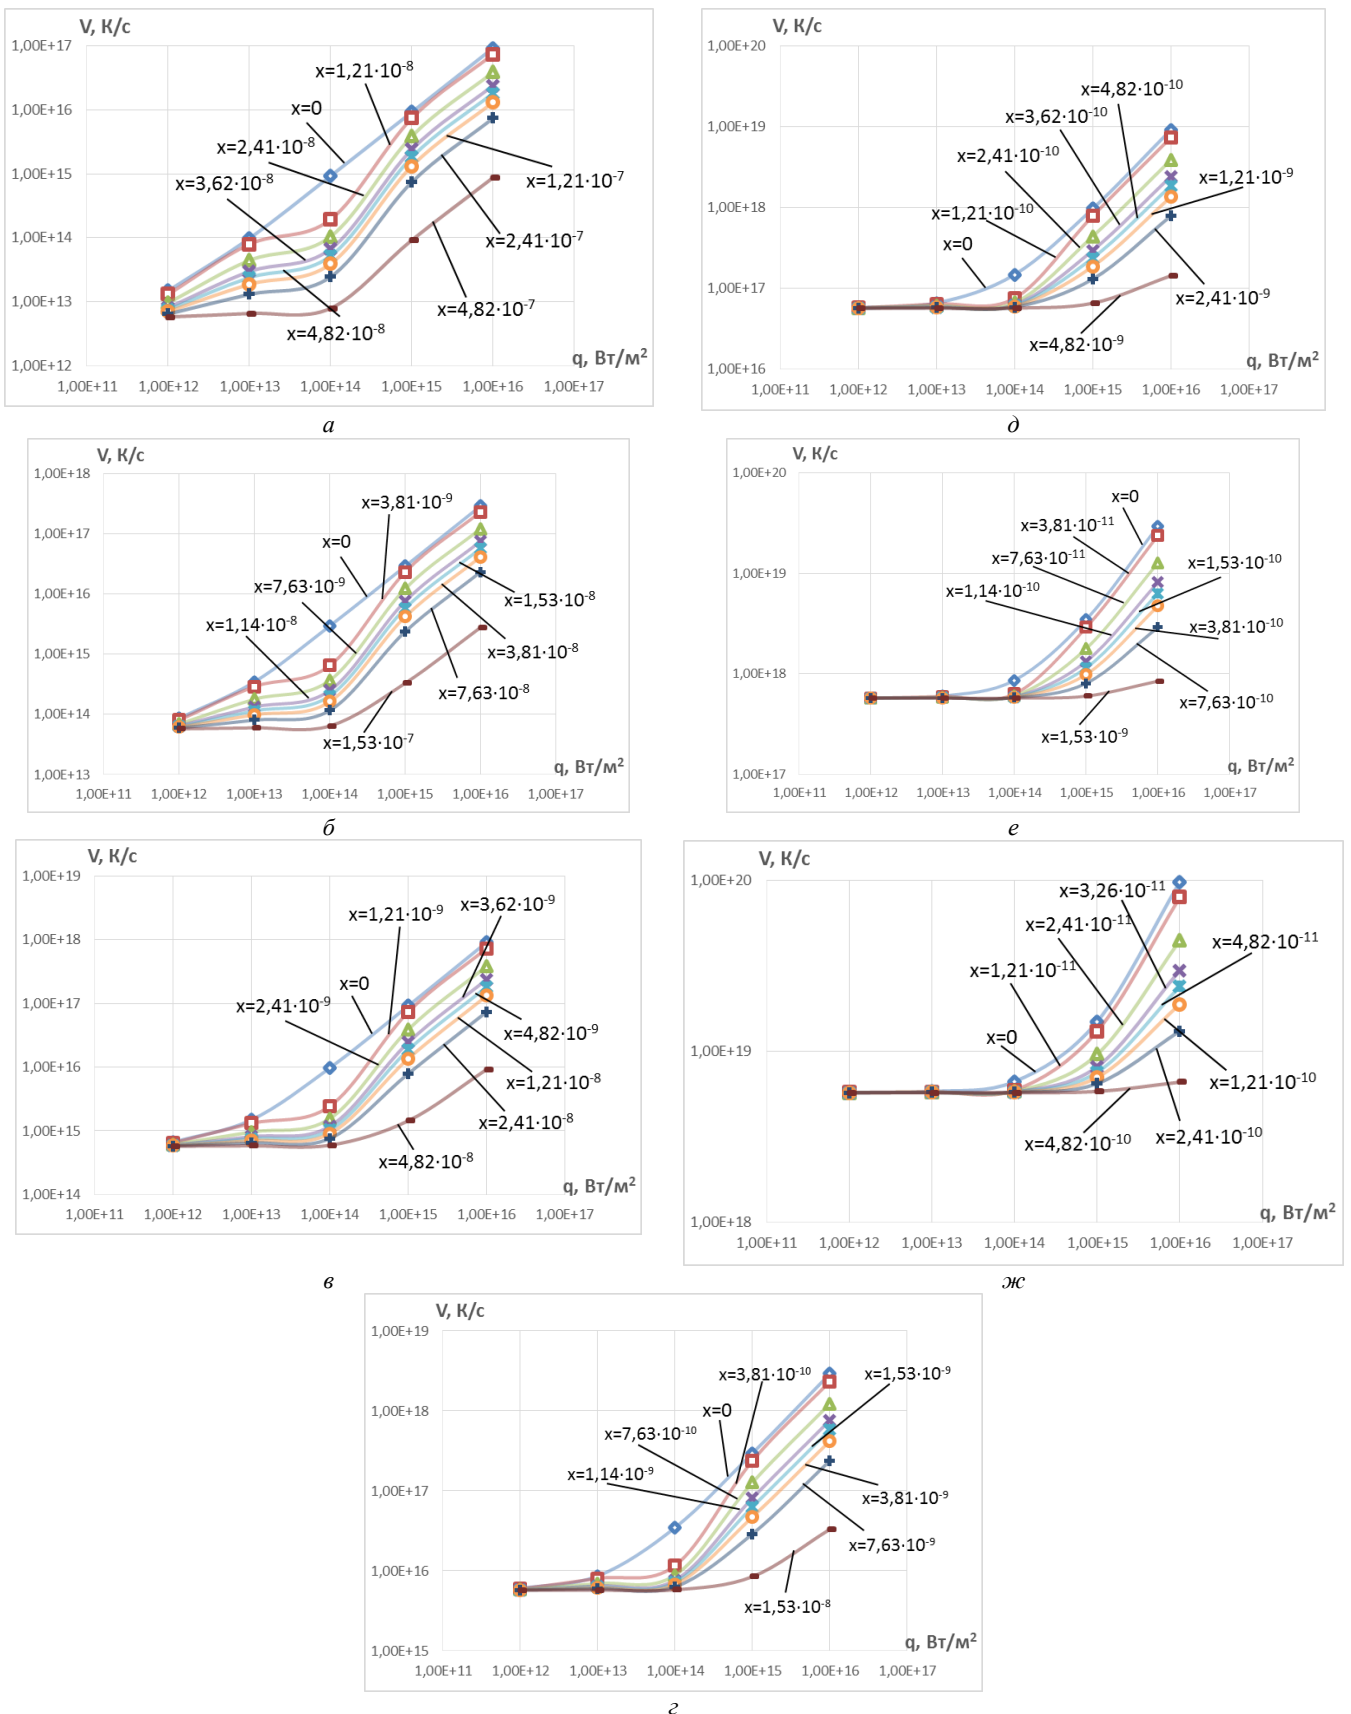 V, К/с
1,00E+17
1,00E+16
1,00E+15
1,00E+14
1,00E+13
1,00E+12
x=1,21·10⁻⁸
x=0
x=2,41·10⁻⁸
x=3,62·10⁻⁸
x=1,21·10⁻⁷
x=2,41·10⁻⁷
x=4,82·10⁻⁷
x=4,82·10⁻⁸
q, Вт/м²
1,00E+11 1,00E+12 1,00E+13 1,00E+14 1,00E+15 1,00E+16 1,00E+17
а
V, К/с
1,00E+20
1,00E+19
1,00E+18
1,00E+17
1,00E+16
x=4,82·10⁻¹⁰
x=3,62·10⁻¹⁰
x=2,41·10⁻¹⁰
x=1,21·10⁻⁹
x=1,21·10⁻¹⁰
x=0
x=2,41·10⁻⁹
x=4,82·10⁻⁹
q, Вт/м²
1,00E+11 1,00E+12 1,00E+13 1,00E+14 1,00E+15 1,00E+16 1,00E+17
д
V, К/с
1,00E+18
1,00E+17
1,00E+16
1,00E+15
1,00E+14
1,00E+13
x=3,81·10⁻⁹
x=0
x=7,63·10⁻⁹
x=1,53·10⁻⁸
x=1,14·10⁻⁸
x=3,81·10⁻⁸
x=7,63·10⁻⁸
x=1,53·10⁻⁷
q, Вт/м²
1,00E+11 1,00E+12 1,00E+13 1,00E+14 1,00E+15 1,00E+16 1,00E+17
б
V, К/с
1,00E+20
1,00E+19
1,00E+18
1,00E+17
x=0
x=3,81·10⁻¹¹
x=7,63·10⁻¹¹
x=1,53·10⁻¹⁰
x=1,14·10⁻¹⁰
x=3,81·10⁻¹⁰
x=7,63·10⁻¹⁰
x=1,53·10⁻⁹
q, Вт/м²
1,00E+11 1,00E+12 1,00E+13 1,00E+14 1,00E+15 1,00E+16 1,00E+17
е
V, К/с
1,00E+19
1,00E+18
1,00E+17
1,00E+16
1,00E+15
1,00E+14
x=3,62·10⁻⁹
x=1,21·10⁻⁹
x=0
x=2,41·10⁻⁹
x=4,82·10⁻⁹
x=1,21·10⁻⁸
x=2,41·10⁻⁸
x=4,82·10⁻⁸
q, Вт/м²
1,00E+11 1,00E+12 1,00E+13 1,00E+14 1,00E+15 1,00E+16 1,00E+17
в
V, К/с
1,00E+20
1,00E+19
1,00E+18
x=3,26·10⁻¹¹
x=2,41·10⁻¹¹
x=4,82·10⁻¹¹
x=1,21·10⁻¹¹
x=0
x=1,21·10⁻¹⁰
x=4,82·10⁻¹⁰
x=2,41·10⁻¹⁰
q, Вт/м²
1,00E+11 1,00E+12 1,00E+13 1,00E+14 1,00E+15 1,00E+16 1,00E+17
ж
V, К/с
1,00E+19
1,00E+18
1,00E+17
1,00E+16
1,00E+15
x=3,81·10⁻¹⁰
x=1,53·10⁻⁹
x=0
x=7,63·10⁻¹⁰
x=1,14·10⁻⁹
x=3,81·10⁻⁹
x=7,63·10⁻⁹
x=1,53·10⁻⁸
q, Вт/м²
1,00E+11 1,00E+12 1,00E+13 1,00E+14 1,00E+15 1,00E+16 1,00E+17
г